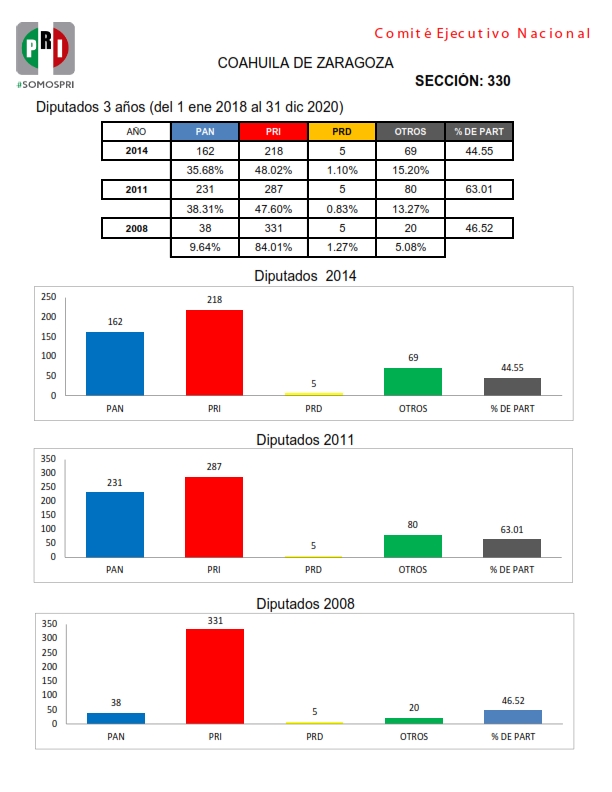 PRI
#SOMOSPRI
Comité Ejecutivo Nacional
COAHUILA DE ZARAGOZA
SECCIÓN: 330
Diputados 3 años (del 1 ene 2018 al 31 dic 2020)
AÑO PAN PRI PRD OTROS % DE PART
2014 162 218 5 69 44.55
35.68% 48.02% 1.10% 15.20%
2011 231 287 5 80 63.01
38.31% 47.60% 0.83% 13.27%
2008 38 331 5 20 46.52
9.64% 84.01% 1.27% 5.08%
Diputados 2014
250
200
150
100
50
0
162
218
5
69
44.55
PAN PRI PRD OTROS % DE PART
Diputados 2011
350
300
250
200
150
100
50
0
231
287
5
80
63.01
PAN PRI PRD OTROS % DE PART
Diputados 2008
350
300
250
200
150
100
50
0
38
331
5
20
46.52
PAN PRI PRD OTROS % DE PART